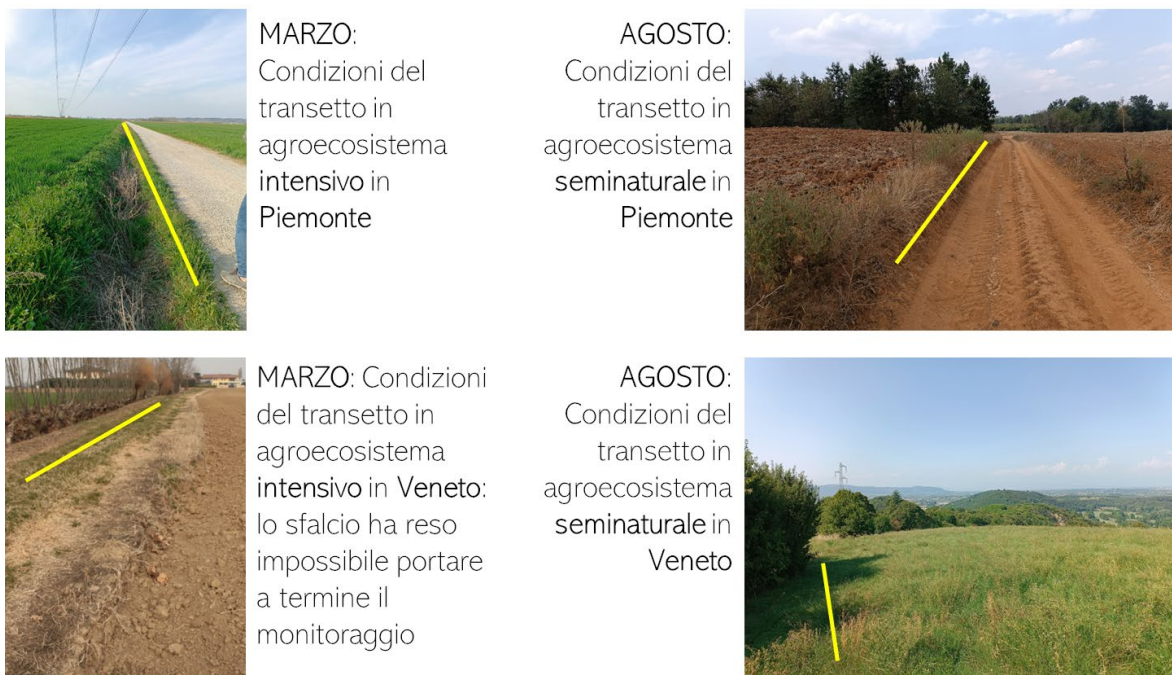 MARZO:
Condizioni del
transetto in
agroecosistema
intensivo in
Piemonte
AGOSTO:
Condizioni del
transetto in
agroecosistema
seminaturale in
Piemonte
MARZO: Condizioni
del transetto in
agroecosistema
intensivo in Veneto:
lo sfalcio ha reso
impossibile portare
a termine il
monitoraggio
AGOSTO:
Condizioni del
transetto in
agroecosistema
seminaturale in
Veneto